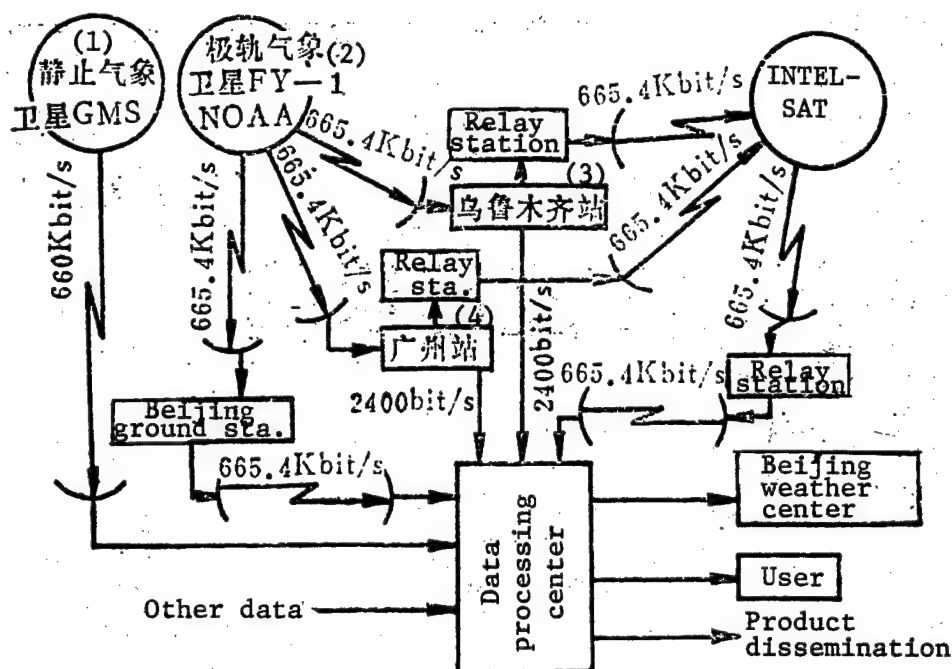 (1)
静止气象
卫星GMS
极轨气象(2)
卫星FY－1
NOAA
INTEL-
SAT
665.4Kbit/s
Relay
station
665.4Kbit/s
(3)
乌鲁木齐站
665.4Kbit/s
665.4Kbit/s
660Kbit/s
665.4Kbit/s
Relay
sta.
(4)
广州站
2400bit/s
2400bit/s
665.4Kbit/s
665.4Kbit/s
Relay
station
Beijing
ground sta.
665.4Kbit/s
Data
processing
center
Beijing
weather
center
User
Other data
Product
dissemination